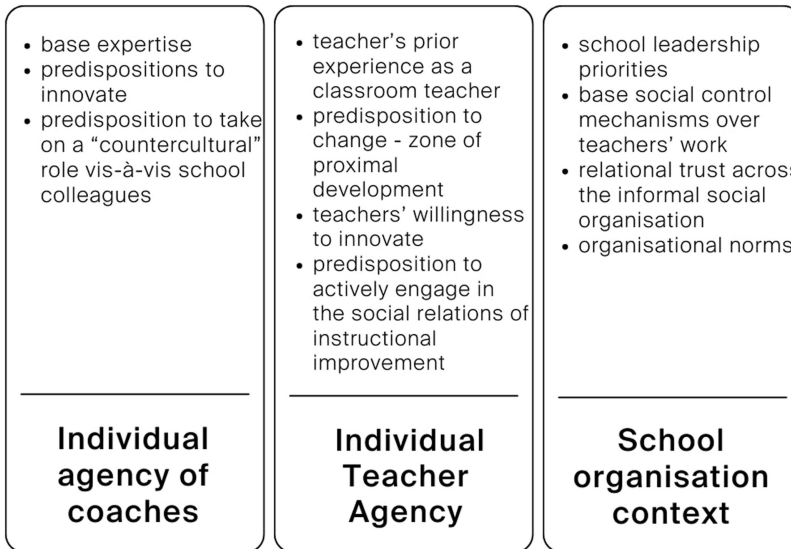 • base expertise
• predispositions to
innovate
• predisposition to take
on a “countercultural”
role vis-à-vis school
colleagues
Individual
agency of
coaches
• teacher’s prior
experience as a
classroom teacher
• predisposition to
change - zone of
proximal
development
• teachers’ willingness
to innovate
• predisposition to
actively engage in
the social relations of
instructional
improvement
Individual
Teacher
Agency
• school leadership
priorities
• base social control
mechanisms over
teachers’ work
• relational trust across
the informal social
organisation
• organisational norms
School
organisation
context